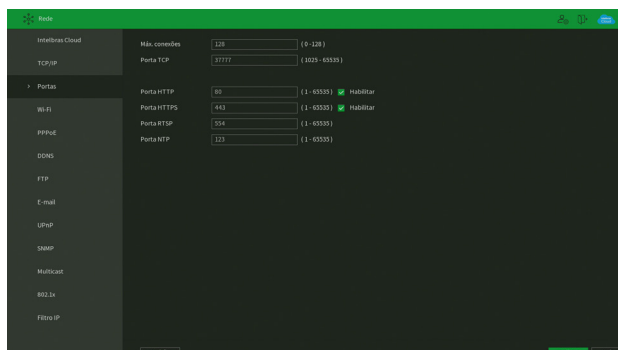 Rede
Intelbras Cloud
TCP/IP
Portas
Wi-Fi
PPPoE
DDNS
FTP
E-mail
UPnP
SNMP
Multicast
802.1x
Filtro IP
Máx. conexões 128 (0-128)
Porta TCP 37777 (1025 - 65535)
Porta HTTP 80 (1 - 65535) Habilitar
Porta HTTPS 443 (1 - 65535) Habilitar
Porta RTSP 554 (1 - 65535)
Porta NTP 123 (1 - 65535)